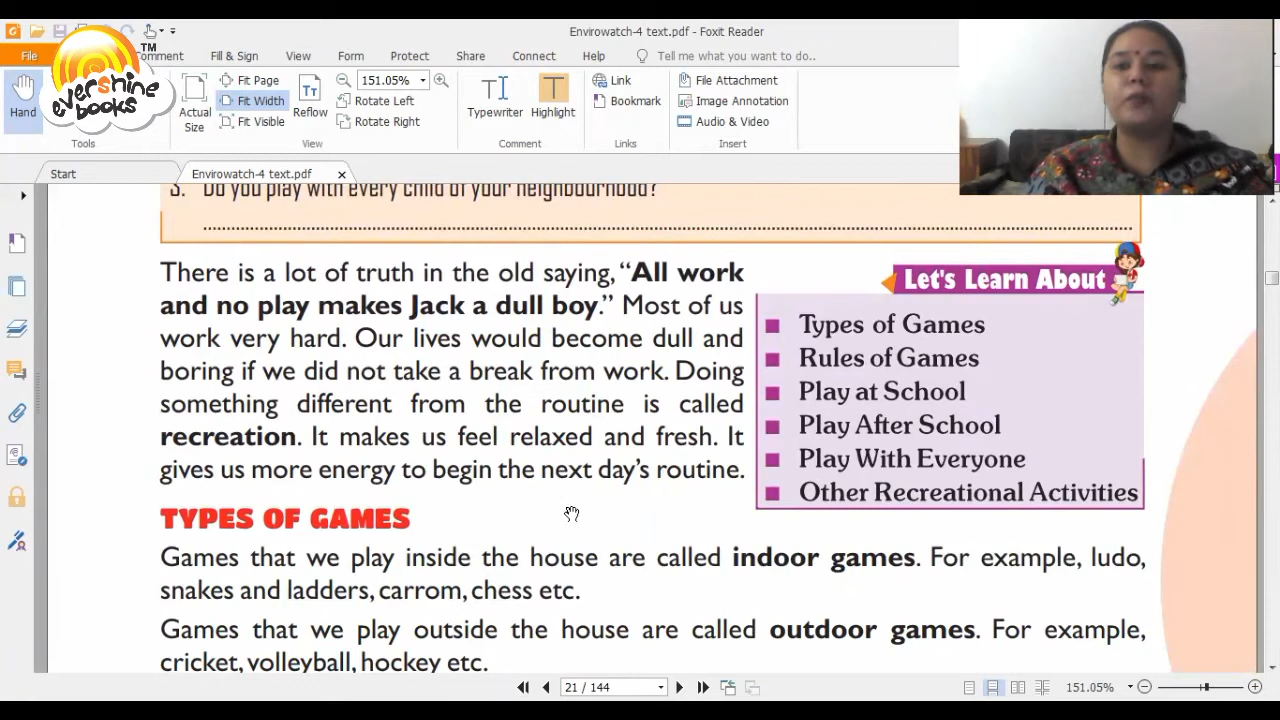 Envirowatch-4 text.pdf - Foxit Reader
File
Comment
Fill & Sign
View
Form
Protect
Share
Connect
Help
Tell me what you want to do..
TM
evershine
books
Hand
Actual
Size
Fit Page
Fit Width
Fit Visible
Reflow
151.05%
Rotate Left
Rotate Right
Typewriter
Highlight
Link
Bookmark
File Attachment
Image Annotation
Audio & Video
Tools
View
Comment
Links
Insert
Start
Envirowatch-4 text.pdf
3. Do you play with every child of your neighbourhood?
There is a lot of truth in the old saying, “All work
and no play makes Jack a dull boy.” Most of us
work very hard. Our lives would become dull and
boring if we did not take a break from work. Doing
something different from the routine is called
recreation. It makes us feel relaxed and fresh. It
gives us more energy to begin the next day’s routine.
Let's Learn About
Types of Games
Rules of Games
Play at School
Play After School
Play With Everyone
Other Recreational Activities
TYPES OF GAMES
Games that we play inside the house are called indoor games. For example, ludo,
snakes and ladders, carrom, chess etc.
Games that we play outside the house are called outdoor games. For example,
cricket, volleyball, hockey etc.
21 / 144
151.05%